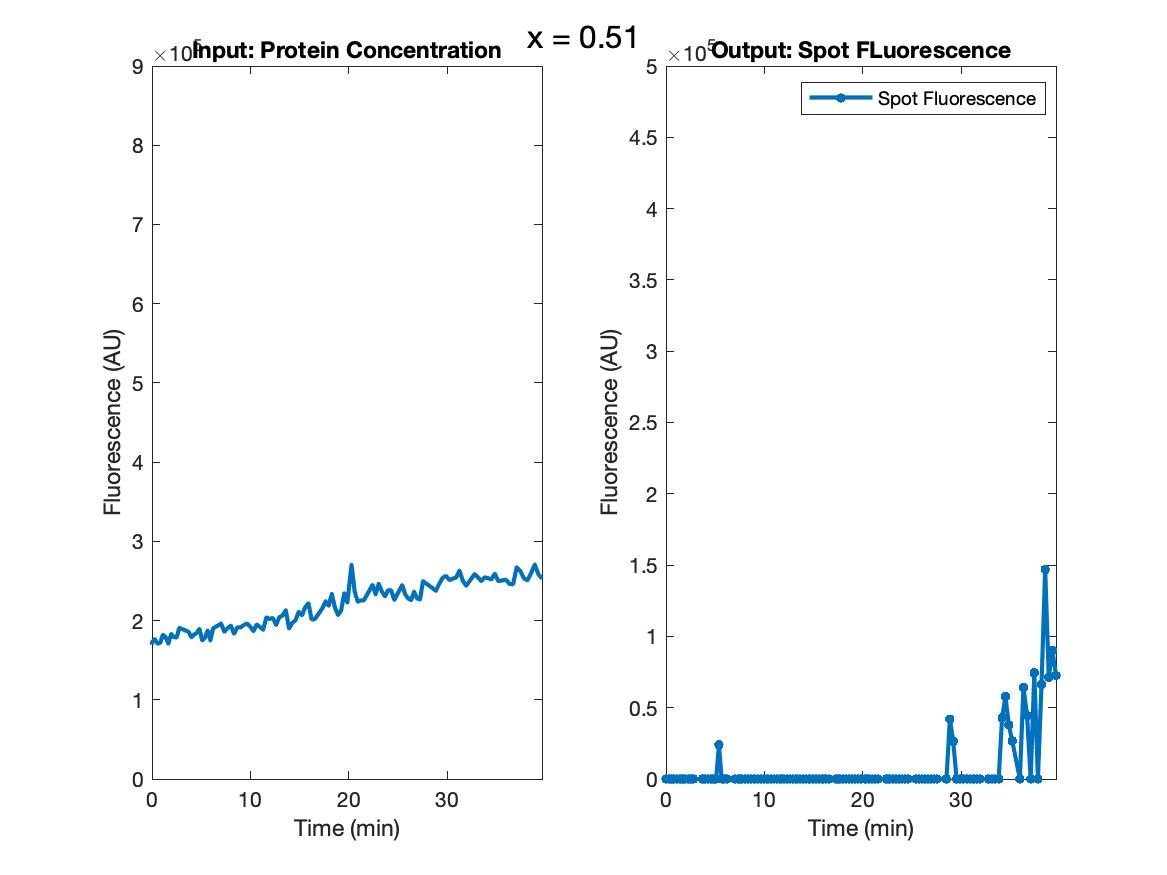 x = 0.51
×10⁵
Input: Protein Concentration
9
8
7
6
5
4
3
2
1
0
Fluorescence (AU)
0 10 20 30
Time (min)
×10⁵
Output: Spot FLuorescence
Spot Fluorescence
5
4.5
4
3.5
3
2.5
2
1.5
1
0.5
0
Fluorescence (AU)
0 10 20 30
Time (min)